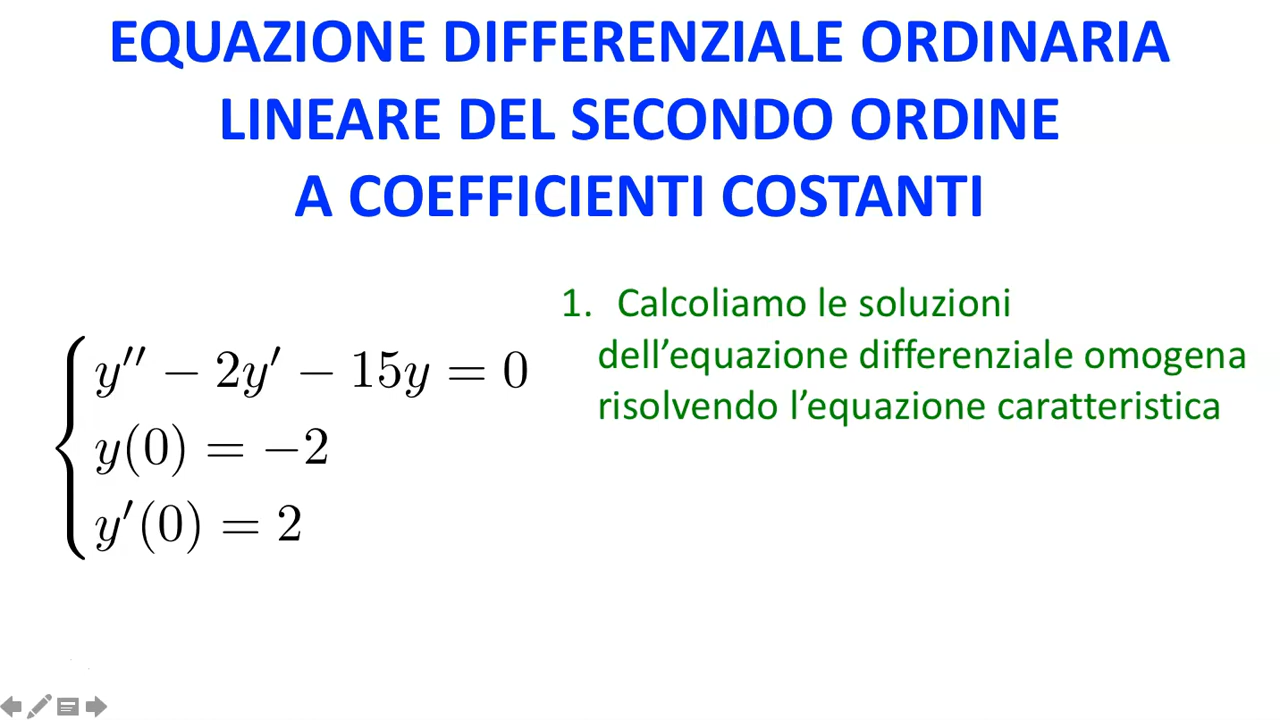 EQUAZIONE DIFFERENZIALE ORDINARIA
LINEARE DEL SECONDO ORDINE
A COEFFICIENTI COSTANTI
1. Calcoliamo le soluzioni
dell’equazione differenziale omogena
risolvendo l’equazione caratteristica
y′′ − 2y′ − 15y = 0
y(0) = −2
y′(0) = 2